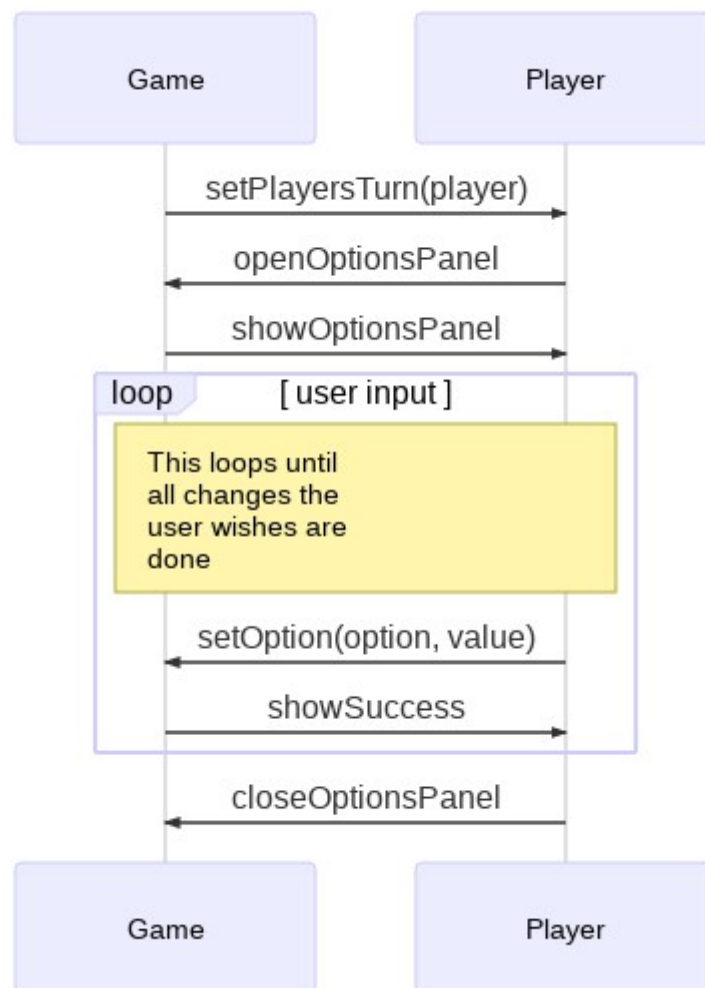 Game
Player
setPlayersTurn(player)
openOptionsPanel
showOptionsPanel
loop
[ user input ]
This loops until
all changes the
user wishes are
done
setOption(option, value)
showSuccess
closeOptionsPanel
Game
Player